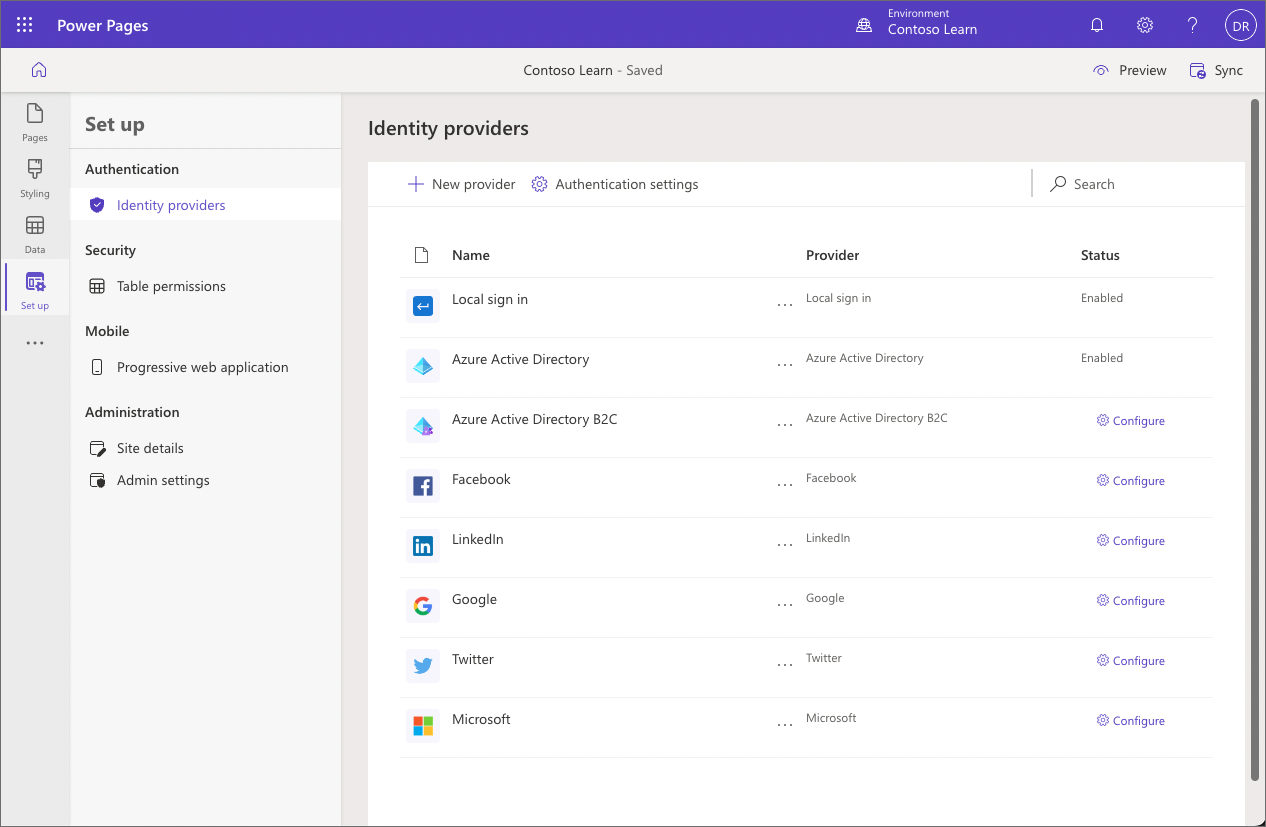 Power Pages
Environment
Contoso Learn
DR
Contoso Learn - Saved
Preview
Sync
Pages
Styling
Data
Set up
Set up
Authentication
Identity providers
Security
Table permissions
Mobile
Progressive web application
Administration
Site details
Admin settings
Identity providers
New provider
Authentication settings
Search
Name Provider Status
Local sign in ... Local sign in Enabled
Azure Active Directory ... Azure Active Directory Enabled
Azure Active Directory B2C ... Azure Active Directory B2C Configure
Facebook ... Facebook Configure
LinkedIn ... LinkedIn Configure
Google ... Google Configure
Twitter ... Twitter Configure
Microsoft ... Microsoft Configure